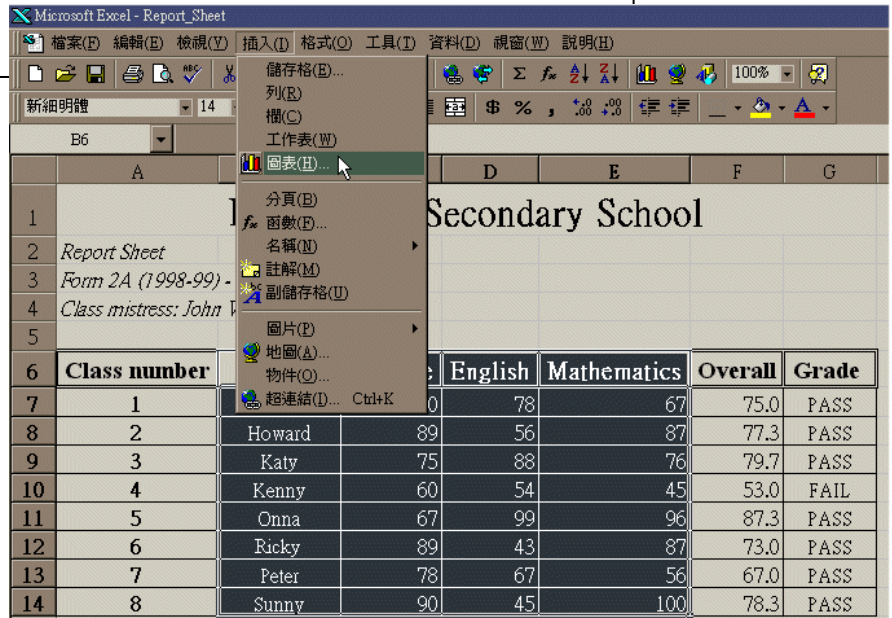 Microsoft Excel - Report_Sheet
檔案(F) 編輯(E) 檢視(V) 插入(I) 格式(O) 工具(T) 資料(D) 視窗(W) 說明(H)
100%
新細明體 14
B6
儲存格(E)...
列(R)
欄(C)
工作表(W)
圖表(H)...
分頁(B)
函數(F)...
名稱(N)
註解(M)
副儲存格(U)
圖片(P)
地圖(A)...
物件(O)...
超連結(I)... Ctrl+K
A D E F G
1 Secondary School
2 Report Sheet
3 Form 2A (1998-99) -
4 Class mistress: John
5
6 Class number English Mathematics Overall Grade
7 1 0 78 67 75.0 PASS
8 2 Howard 89 56 87 77.3 PASS
9 3 Katy 75 88 76 79.7 PASS
10 4 Kenny 60 54 45 53.0 FAIL
11 5 Onna 67 99 96 87.3 PASS
12 6 Ricky 89 43 87 73.0 PASS
13 7 Peter 78 67 56 67.0 PASS
14 8 Sunny 90 45 100 78.3 PASS